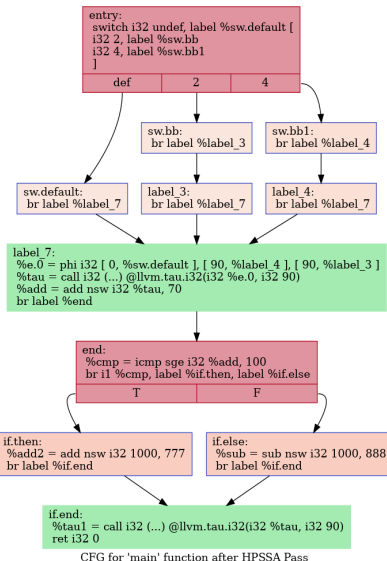 entry:
switch i32 undef, label %sw.default [
i32 2, label %sw.bb
i32 4, label %sw.bb1
]
def 2 4
sw.bb:
br label %label_3
sw.bb1:
br label %label_4
sw.default:
br label %label_7
label_3:
br label %label_7
label_4:
br label %label_7
label_7:
%e.0 = phi i32 [ 0, %sw.default ], [ 90, %label_4 ], [ 90, %label_3 ]
%tau = call i32 (...) @llvm.tau.i32(i32 %e.0, i32 90)
%add = add nsw i32 %tau, 70
br label %end
end:
%cmp = icmp sge i32 %add, 100
br i1 %cmp, label %if.then, label %if.else
T F
if.then:
%add2 = add nsw i32 1000, 777
br label %if.end
if.else:
%sub = sub nsw i32 1000, 888
br label %if.end
if.end:
%tau1 = call i32 (...) @llvm.tau.i32(i32 %tau, i32 90)
ret i32 0
CFG for 'main' function after HPSSA Pass